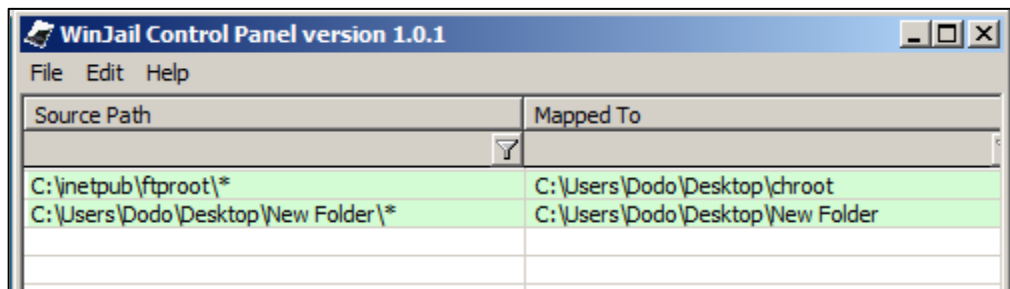 WinJail Control Panel version 1.0.1
File Edit Help
Source Path Mapped To
C:\inetpub\ftproot\* C:\Users\Dodo\Desktop\chroot
C:\Users\Dodo\Desktop\New Folder\* C:\Users\Dodo\Desktop\New Folder